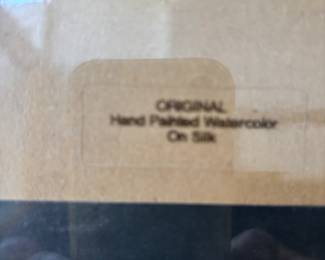 ORIGINAL
Hand Painted Watercolor
On Silk